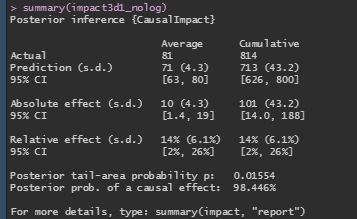 > summary(impact3d1_nolog)
Posterior inference {CausalImpact}
Average Cumulative
Actual 81 814
Prediction (s.d.) 71 (4.3) 713 (43.2)
95% CI [63, 80] [626, 800]
Absolute effect (s.d.) 10 (4.3) 101 (43.2)
95% CI [1.4, 19] [14.0, 188]
Relative effect (s.d.) 14% (6.1%) 14% (6.1%)
95% CI [2%, 26%] [2%, 26%]
Posterior tail-area probability p: 0.01554
Posterior prob. of a causal effect: 98.446%
For more details, type: summary(impact, "report")